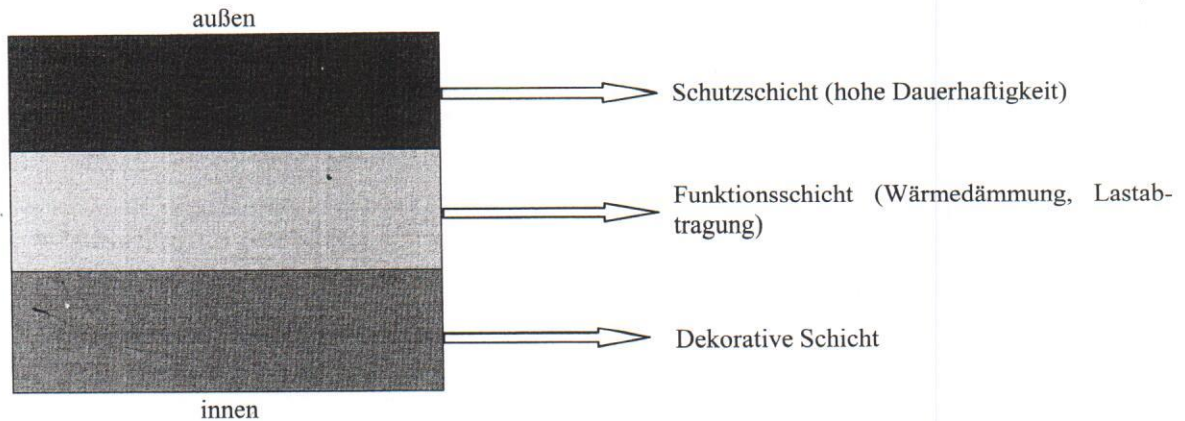 außen
Schutzschicht (hohe Dauerhaftigkeit)
Funktionsschicht (Wärmedämmung, Lastab-
tragung)
Dekorative Schicht
innen